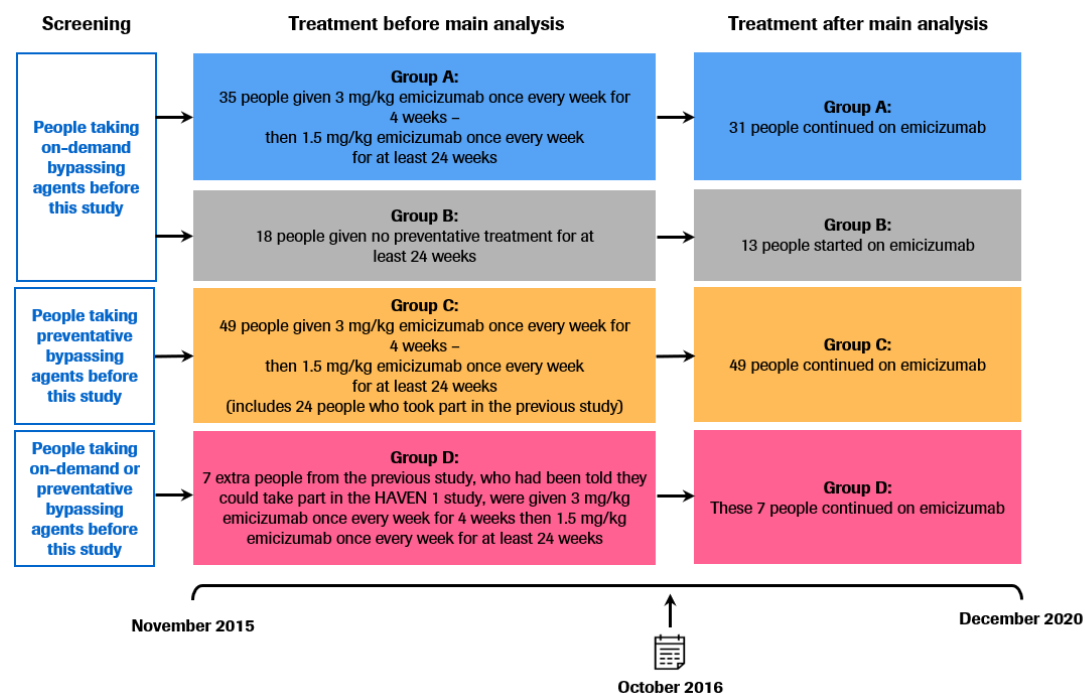 Screening
Treatment before main analysis
Treatment after main analysis
People taking
on-demand
bypassing
agents before
this study
Group A:
35 people given 3 mg/kg emicizumab once every week for
4 weeks –
then 1.5 mg/kg emicizumab once every week
for at least 24 weeks
Group A:
31 people continued on emicizumab
Group B:
18 people given no preventative treatment for at
least 24 weeks
Group B:
13 people started on emicizumab
People taking
preventative
bypassing
agents before
this study
Group C:
49 people given 3 mg/kg emicizumab once every week for
4 weeks –
then 1.5 mg/kg emicizumab once every week
for at least 24 weeks
(includes 24 people who took part in the previous study)
Group C:
49 people continued on emicizumab
People taking
on-demand or
preventative
bypassing
agents before
this study
Group D:
7 extra people from the previous study, who had been told they
could take part in the HAVEN 1 study, were given 3 mg/kg
emicizumab once every week for 4 weeks then 1.5 mg/kg
emicizumab once every week for at least 24 weeks
Group D:
These 7 people continued on emicizumab
November 2015
December 2020
October 2016